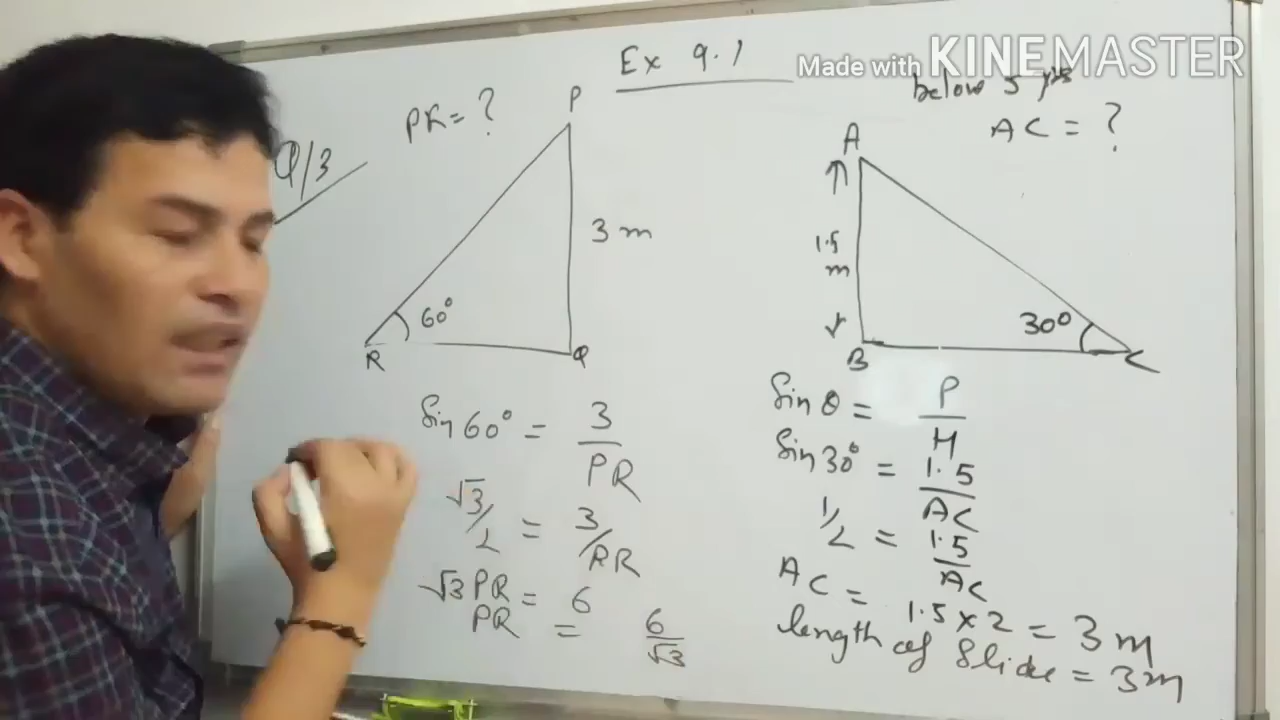 Ex 9.1
Made with KINEMASTER
Q/3
PR = ?
P
3 m
60°
R
Q
Sin 60° = 3/PR
√3/2 = 3/PR
√3 PR = 6
PR = 6/√3
below 5 yrs
AC = ?
A
1.5
m
30°
B
C
Sin θ = P/H
Sin 30° = 1.5/AC
1/2 = 1.5/AC
AC = 1.5 × 2 = 3 m
length of Slide = 3m